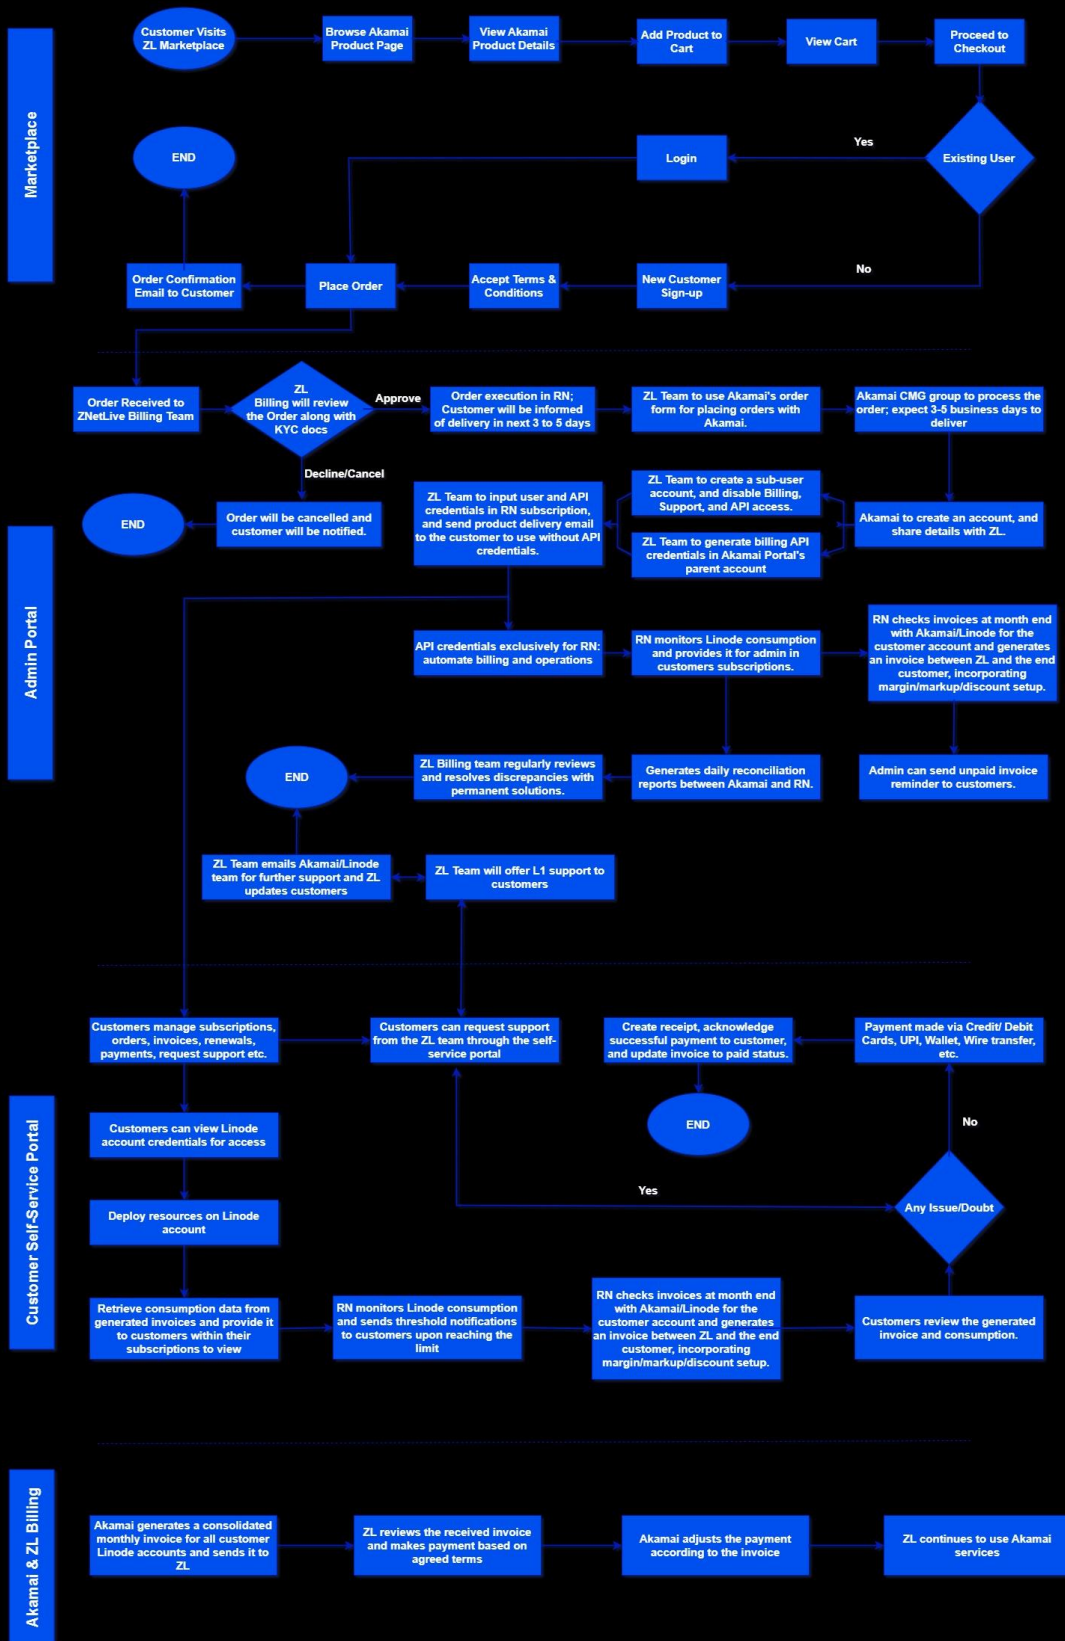 Marketplace
Customer Visits
ZL Marketplace
Browse Akamai
Product Page
View Akamai
Product Details
Add Product to
Cart
View Cart
Proceed to
Checkout
END
Login
Yes
Existing User
Order Confirmation
Email to Customer
Place Order
Accept Terms &
Conditions
New Customer
Sign-up
No
Admin Portal
Order Received to
ZNetLive Billing Team
ZL
Billing will review
the Order along with
KYC docs
Approve
Order execution in RN;
Customer will be informed
of delivery in next 3 to 5 days
ZL Team to use Akamai's order
form for placing orders with
Akamai.
Akamai CMG group to process the
order; expect 3-5 business days to
deliver
Decline/Cancel
END
Order will be cancelled and
customer will be notified.
ZL Team to input user and API
credentials in RN subscription,
and send product delivery email
to the customer to use without API
credentials.
ZL Team to create a sub-user
account, and disable Billing,
Support, and API access.
ZL Team to generate billing API
credentials in Akamai Portal's
parent account
Akamai to create an account, and
share details with ZL.
API credentials exclusively for RN:
automate billing and operations
RN monitors Linode consumption
and provides it for admin in
customers subscriptions.
RN checks invoices at month end
with Akamai/Linode for the
customer account and generates
an invoice between ZL and the end
customer, incorporating
margin/markup/discount setup.
END
ZL Billing team regularly reviews
and resolves discrepancies with
permanent solutions.
Generates daily reconciliation
reports between Akamai and RN.
Admin can send unpaid invoice
reminder to customers.
ZL Team emails Akamai/Linode
team for further support and ZL
updates customers
ZL Team will offer L1 support to
customers
Customer Self-Service Portal
Customers manage subscriptions,
orders, invoices, renewals,
payments, request support etc.
Customers can request support
from the ZL team through the self-
service portal
Create receipt, acknowledge
successful payment to customer,
and update invoice to paid status.
Payment made via Credit/ Debit
Cards, UPI, Wallet, Wire transfer,
etc.
Customers can view Linode
account credentials for access
END
No
Deploy resources on Linode
account
Yes
Any Issue/Doubt
Retrieve consumption data from
generated invoices and provide it
to customers within their
subscriptions to view
RN monitors Linode consumption
and sends threshold notifications
to customers upon reaching the
limit
RN checks invoices at month end
with Akamai/Linode for the
customer account and generates
an invoice between ZL and the end
customer, incorporating
margin/markup/discount setup.
Customers review the generated
invoice and consumption.
Akamai & ZL Billing
Akamai generates a consolidated
monthly invoice for all customer
Linode accounts and sends it to
ZL
ZL reviews the received invoice
and makes payment based on
agreed terms
Akamai adjusts the payment
according to the invoice
ZL continues to use Akamai
services